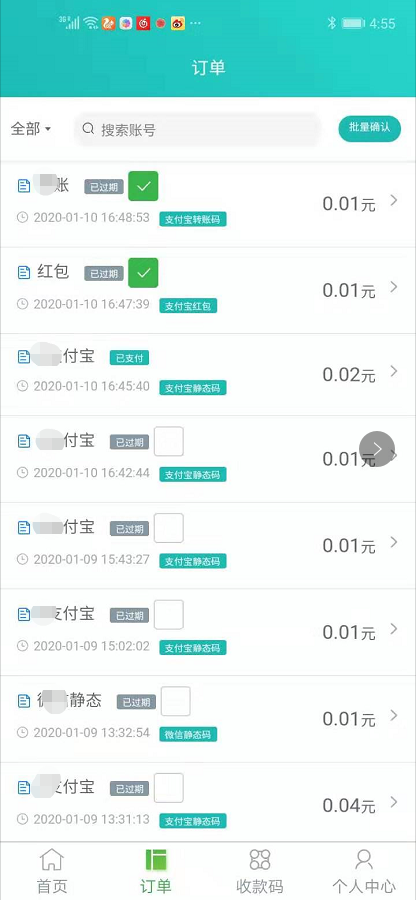 4:55
订单
全部
搜索账号
批量确认
账 已过期
2020-01-10 16:48:53 支付宝转账码
0.01元
红包 已过期
2020-01-10 16:47:39 支付宝红包
0.01元
付宝 已支付
2020-01-10 16:45:40 支付宝静态码
0.02元
付宝 已过期
2020-01-10 16:42:44 支付宝静态码
0.01元
付宝 已过期
2020-01-09 15:43:27 支付宝静态码
0.01元
支付宝 已过期
2020-01-09 15:02:02 支付宝静态码
0.01元
静态 已过期
2020-01-09 13:32:54 微信静态码
0.01元
支付宝 已过期
2020-01-09 13:31:13 支付宝静态码
0.04元
首页
订单
收款码
个人中心